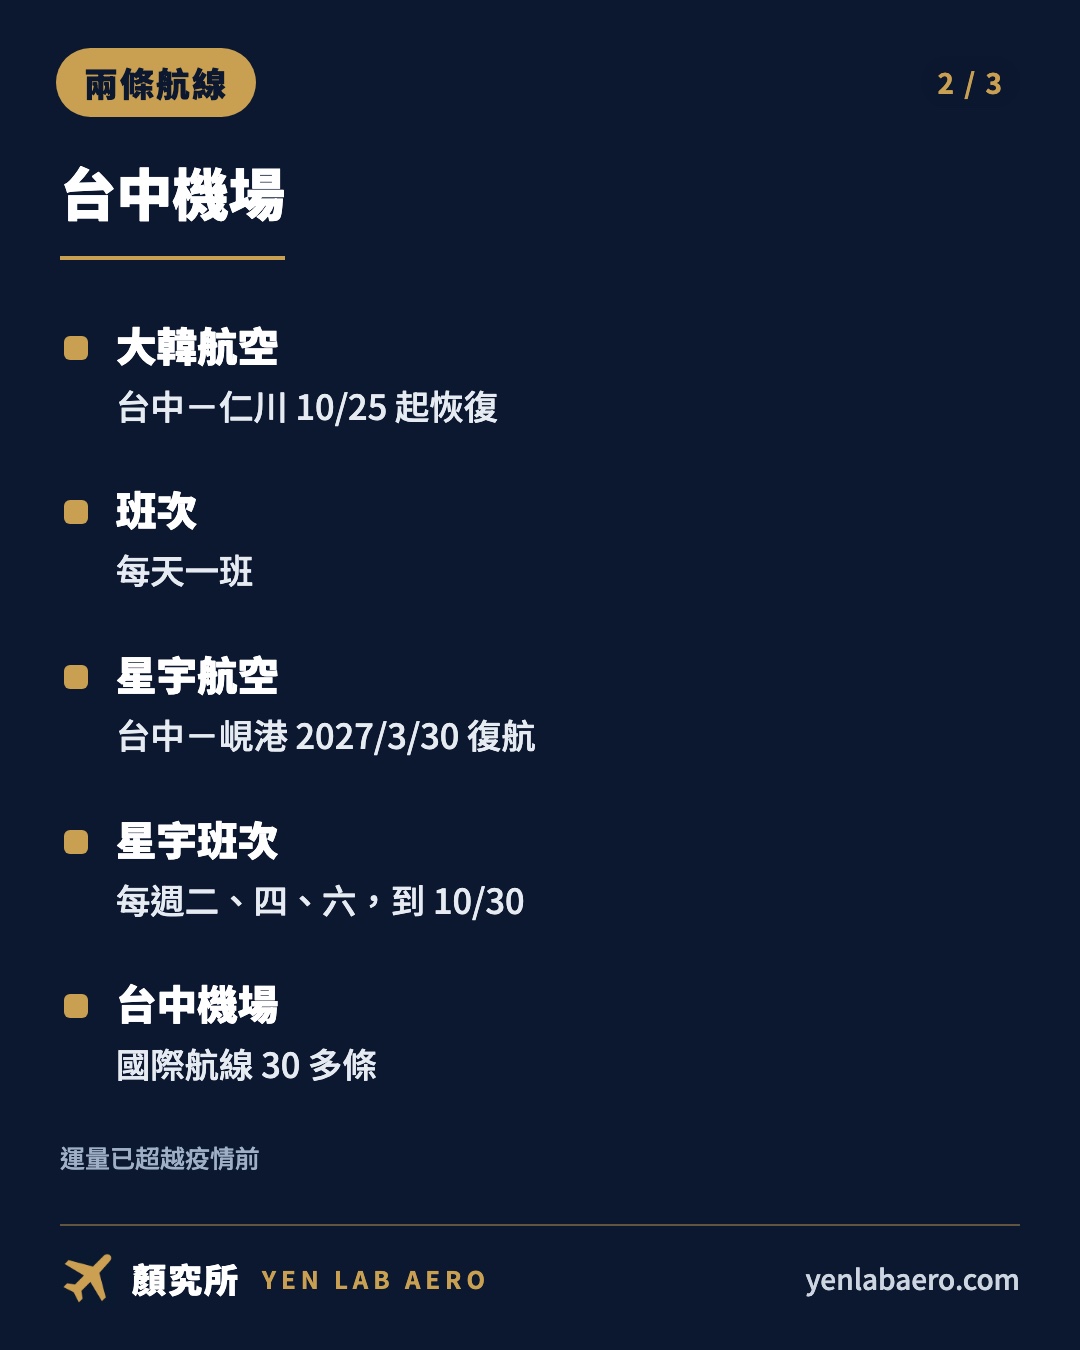 兩條航線
2 / 3
台中機場
大韓航空
台中－仁川 10/25 起恢復
班次
每天一班
星宇航空
台中－峴港 2027/3/30 復航
星宇班次
每週二、四、六，到 10/30
台中機場
國際航線 30 多條
運量已超越疫情前
顏究所 YEN LAB AERO
yenlabaero.com